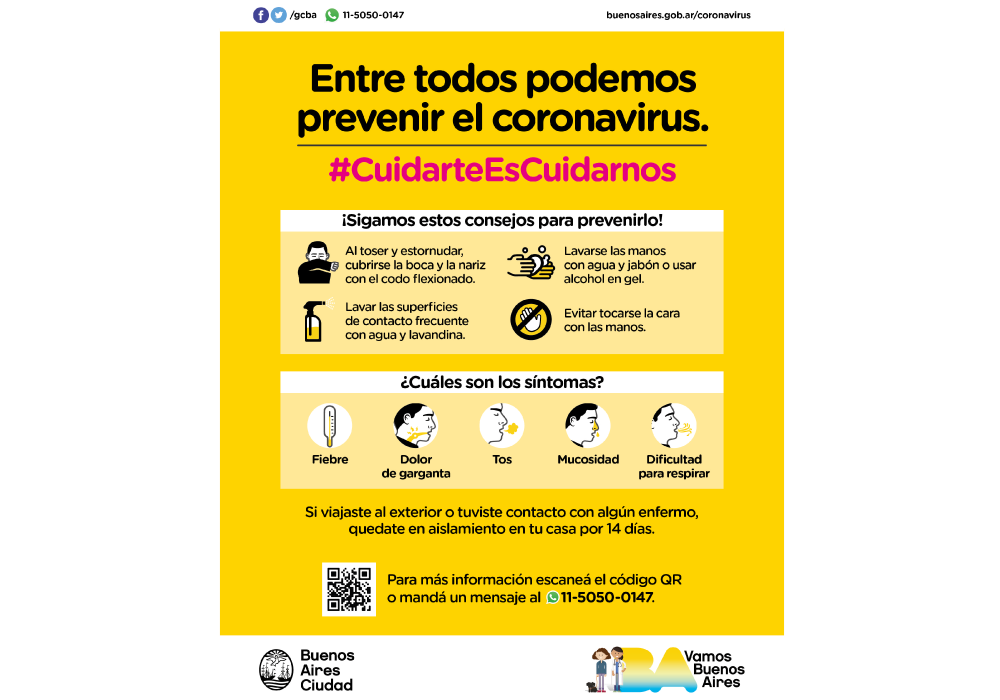 /gcba 11-5050-0147 buenosaires.gob.ar/coronavirus
Entre todos podemos
prevenir el coronavirus.
#CuidarteEsCuidarnos
¡Sigamos estos consejos para prevenirlo!
Al toser y estornudar,
cubrirse la boca y la nariz
con el codo flexionado.
Lavarse las manos
con agua y jabón o usar
alcohol en gel.
Lavar las superficies
de contacto frecuente
con agua y lavandina.
Evitar tocarse la cara
con las manos.
¿Cuáles son los síntomas?
Fiebre
Dolor
de garganta
Tos
Mucosidad
Dificultad
para respirar
Si viajaste al exterior o tuviste contacto con algún enfermo,
quedate en aislamiento en tu casa por 14 días.
Para más información escaneá el código QR
o mandá un mensaje al 11-5050-0147.
Buenos
Aires
Ciudad
BA
Vamos
Buenos
Aires